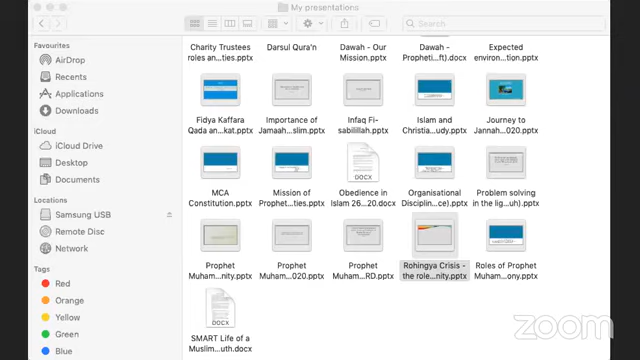 My presentations
Search
Favourites
AirDrop
Recents
Applications
Downloads
iCloud
iCloud Drive
Desktop
Documents
Locations
Samsung USB
Remote Disc
Network
Tags
Red
Orange
Yellow
Green
Blue
Charity Trustees
roles an...ties.pptx
Darsul Qura'n
Dawah - Our
Mission.pptx
Dawah -
Propheti...ft).docx
Expected
environ...tion.pptx
Fidya Kaffara
Qada an...kat.pptx
Importance of
Jamaah...slim.pptx
Infaq Fi-
sabilillah.pptx
Islam and
Christia...udy.pptx
Journey to
Jannah...020.pptx
MCA
Constitution.pptx
Mission of
Prophet...ties.pptx
DOCX
Obedience in
Islam 26...20.docx
Organisational
Disciplin...ce).pptx
Problem solving
in the lig...uh).pptx
Prophet
Muham...nity.pptx
Prophet
Muham...020.pptx
Prophet
Muham...RD.pptx
Rohingya Crisis -
the role...nity.pptx
Roles of Prophet
Muham...ony.pptx
DOCX
SMART Life of a
Muslim...uth.docx
zoom